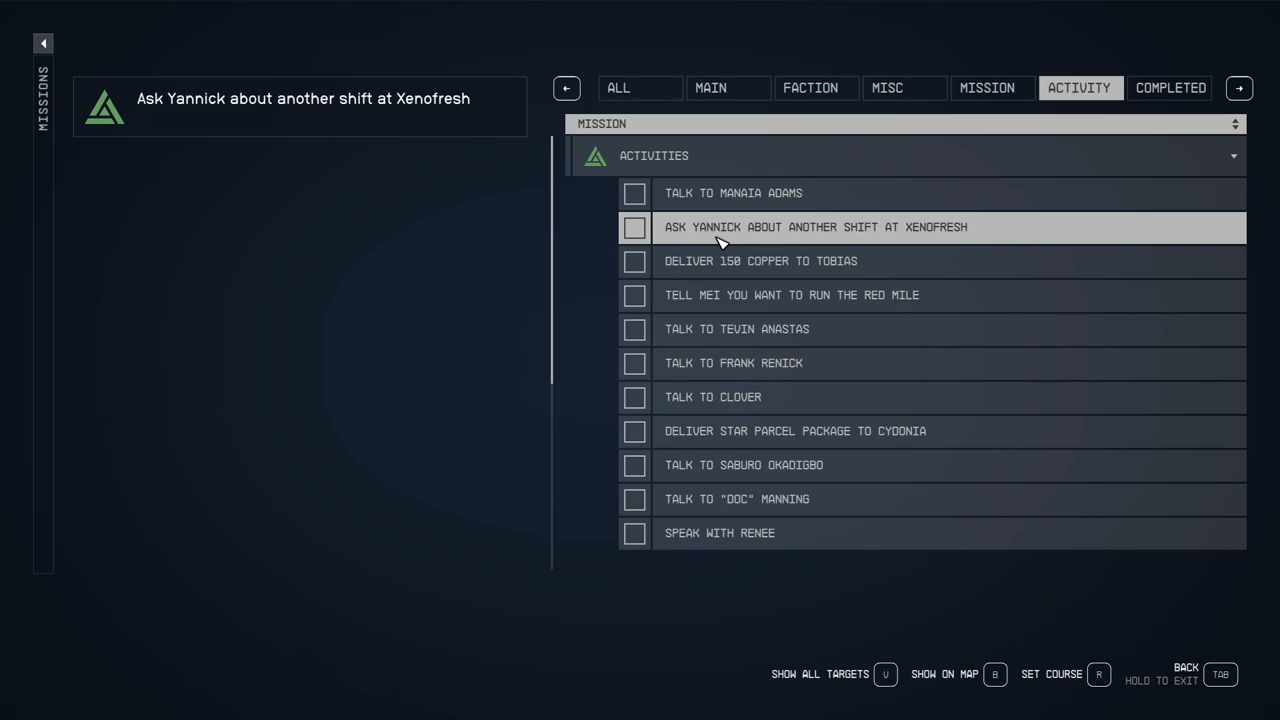 MISSIONS
Ask Yannick about another shift at Xenofresh
ALL
MAIN
FACTION
MISC
MISSION
ACTIVITY
COMPLETED
MISSION
ACTIVITIES
TALK TO MANAIA ADAMS
ASK YANNICK ABOUT ANOTHER SHIFT AT XENOFRESH
DELIVER 150 COPPER TO TOBIAS
TELL MEI YOU WANT TO RUN THE RED MILE
TALK TO TEVIN ANASTAS
TALK TO FRANK RENICK
TALK TO CLOVER
DELIVER STAR PARCEL PACKAGE TO CYDONIA
TALK TO SABURO OKADIGBO
TALK TO "DOC" MANNING
SPEAK WITH RENEE
SHOW ALL TARGETS V
SHOW ON MAP B
SET COURSE R
BACK
HOLD TO EXIT
TAB